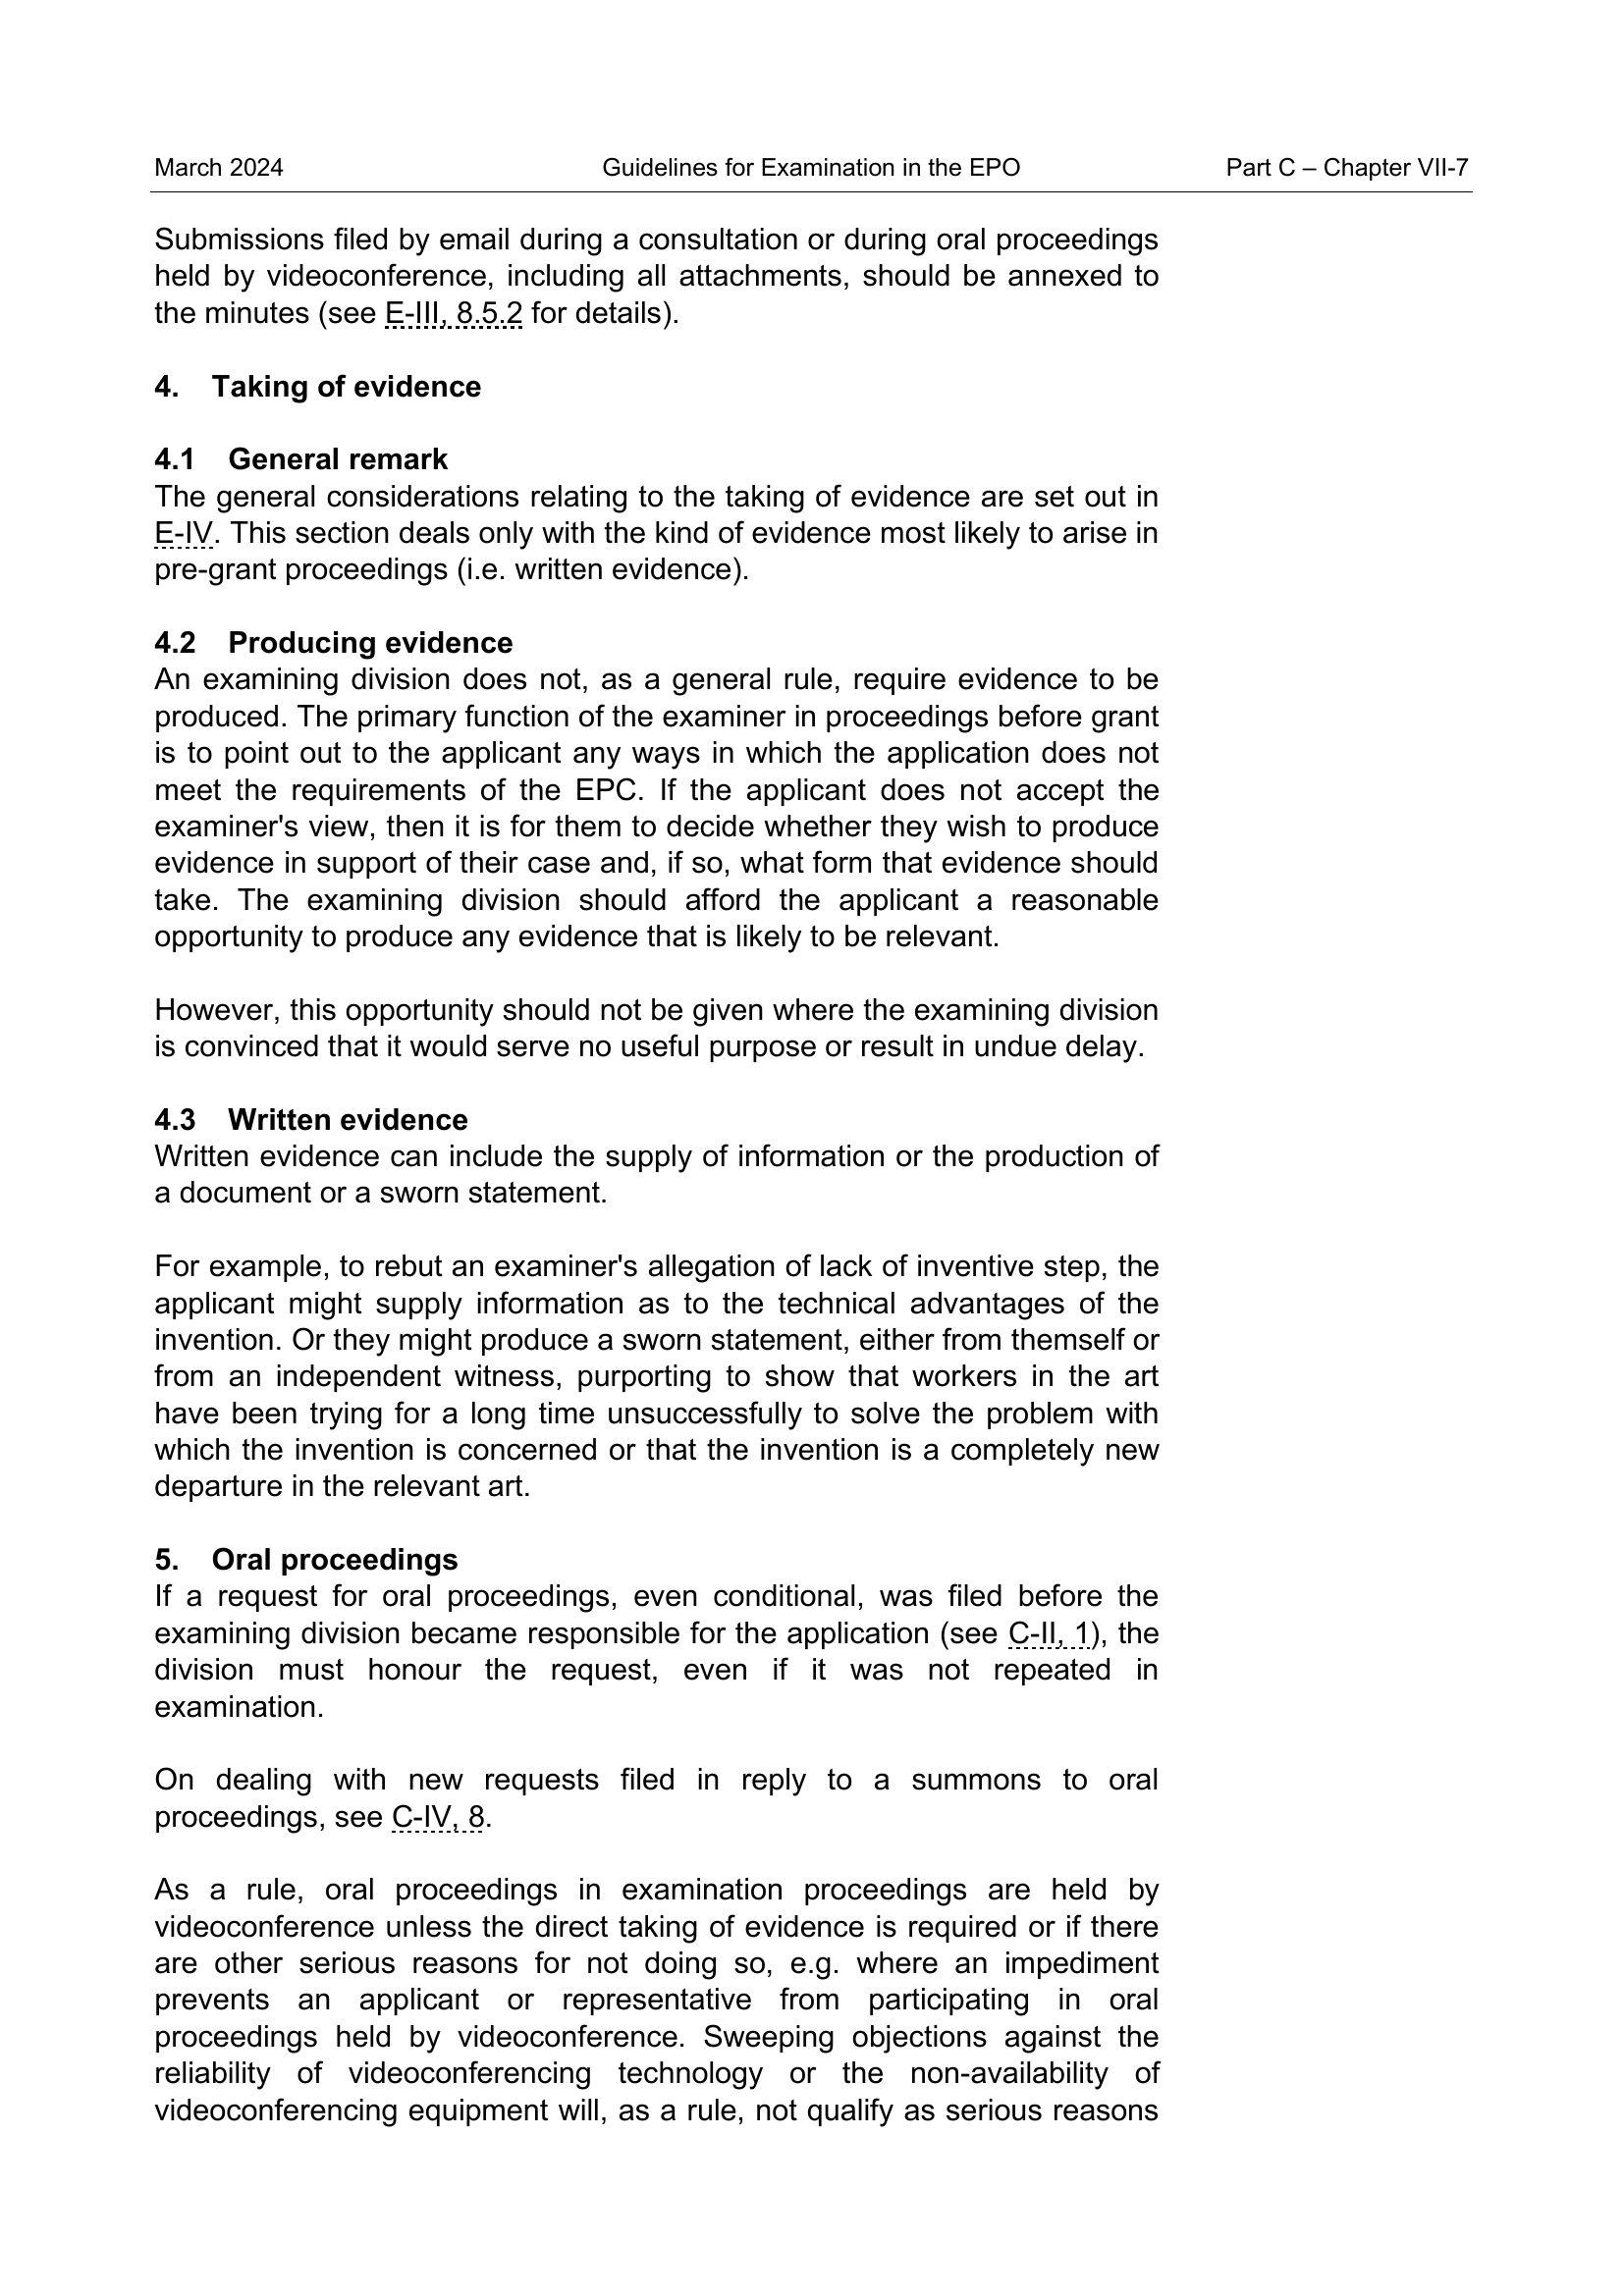 March 2024 Guidelines for Examination in the EPO Part C – Chapter VII-7
Submissions filed by email during a consultation or during oral proceedings
held by videoconference, including all attachments, should be annexed to
the minutes (see E-III, 8.5.2 for details).
4. Taking of evidence
4.1 General remark
The general considerations relating to the taking of evidence are set out in
E-IV. This section deals only with the kind of evidence most likely to arise in
pre-grant proceedings (i.e. written evidence).
4.2 Producing evidence
An examining division does not, as a general rule, require evidence to be
produced. The primary function of the examiner in proceedings before grant
is to point out to the applicant any ways in which the application does not
meet the requirements of the EPC. If the applicant does not accept the
examiner's view, then it is for them to decide whether they wish to produce
evidence in support of their case and, if so, what form that evidence should
take. The examining division should afford the applicant a reasonable
opportunity to produce any evidence that is likely to be relevant.
However, this opportunity should not be given where the examining division
is convinced that it would serve no useful purpose or result in undue delay.
4.3 Written evidence
Written evidence can include the supply of information or the production of
a document or a sworn statement.
For example, to rebut an examiner's allegation of lack of inventive step, the
applicant might supply information as to the technical advantages of the
invention. Or they might produce a sworn statement, either from themself or
from an independent witness, purporting to show that workers in the art
have been trying for a long time unsuccessfully to solve the problem with
which the invention is concerned or that the invention is a completely new
departure in the relevant art.
5. Oral proceedings
If a request for oral proceedings, even conditional, was filed before the
examining division became responsible for the application (see C-II, 1), the
division must honour the request, even if it was not repeated in
examination.
On dealing with new requests filed in reply to a summons to oral
proceedings, see C-IV, 8.
As a rule, oral proceedings in examination proceedings are held by
videoconference unless the direct taking of evidence is required or if there
are other serious reasons for not doing so, e.g. where an impediment
prevents an applicant or representative from participating in oral
proceedings held by videoconference. Sweeping objections against the
reliability of videoconferencing technology or the non-availability of
videoconferencing equipment will, as a rule, not qualify as serious reasons